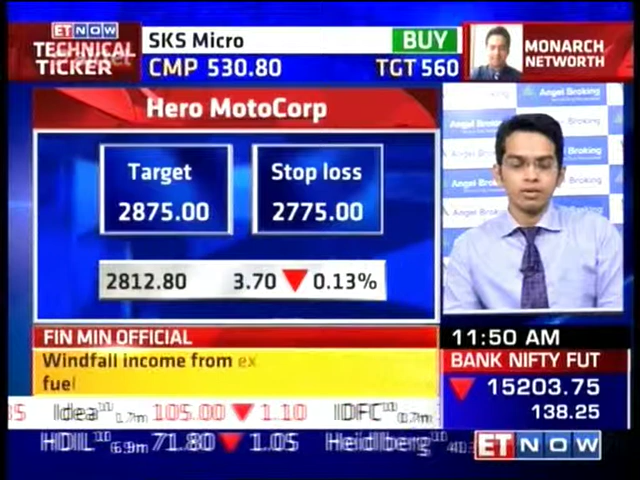 ET NOW
TECHNICAL
TICKER
SKS Micro
BUY
CMP 530.80
TGT 560
MONARCH
NETWORTH
Hero MotoCorp
Target
2875.00
Stop loss
2775.00
2812.80 3.70 ▼ 0.13%
Angel Broking
Angel Broking
FIN MIN OFFICIAL
Windfall income from ex
fuel
11:50 AM
BANK NIFTY FUT
▼ 15203.75
138.25
Idea 105.00 ▼ 1.10 IDFC
HDIL 6.9m 71.80 ▼ 1.05 Heidlberg
ET NOW